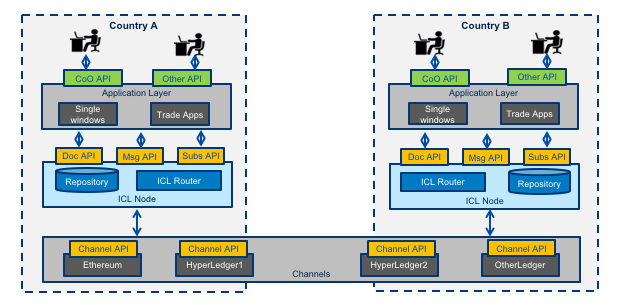 Country A
CoO API
Other API
Application Layer
Single
windows
Trade Apps
Doc API
Msg API
Subs API
Repository
ICL Router
ICL Node
Country B
CoO API
Other API
Application Layer
Single
windows
Trade Apps
Doc API
Msg API
Subs API
ICL Router
Repository
ICL Node
Channel API
Ethereum
Channel API
HyperLedger1
Channel API
HyperLedger2
Channel API
OtherLedger
Channels